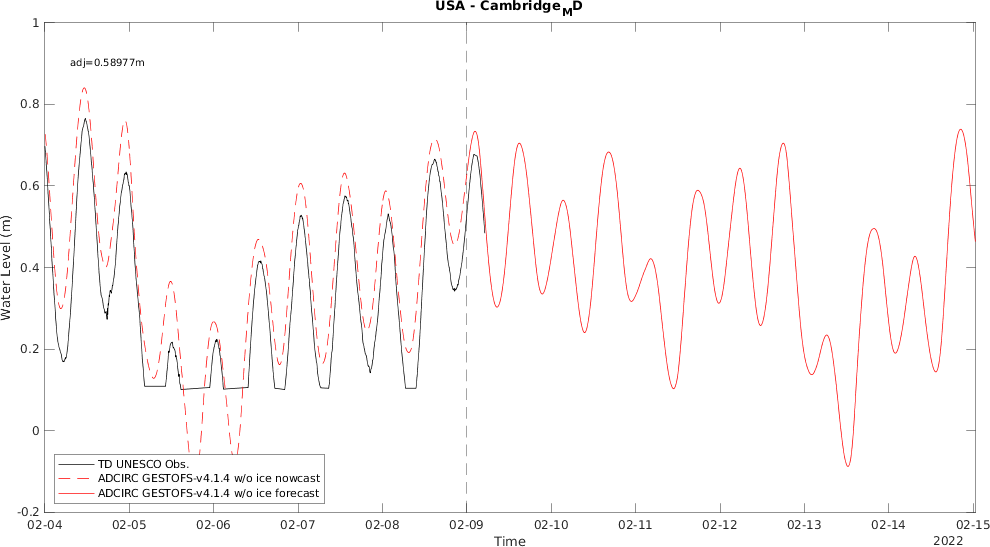 USA - Cambridge_MD
adj=0.58977m
1
0.8
0.6
0.4
0.2
0
-0.2
Water Level (m)
TD UNESCO Obs.
ADCIRC GESTOFS-v4.1.4 w/o ice nowcast
ADCIRC GESTOFS-v4.1.4 w/o ice forecast
02-04 02-05 02-06 02-07 02-08 02-09 02-10 02-11 02-12 02-13 02-14 02-15
Time
2022